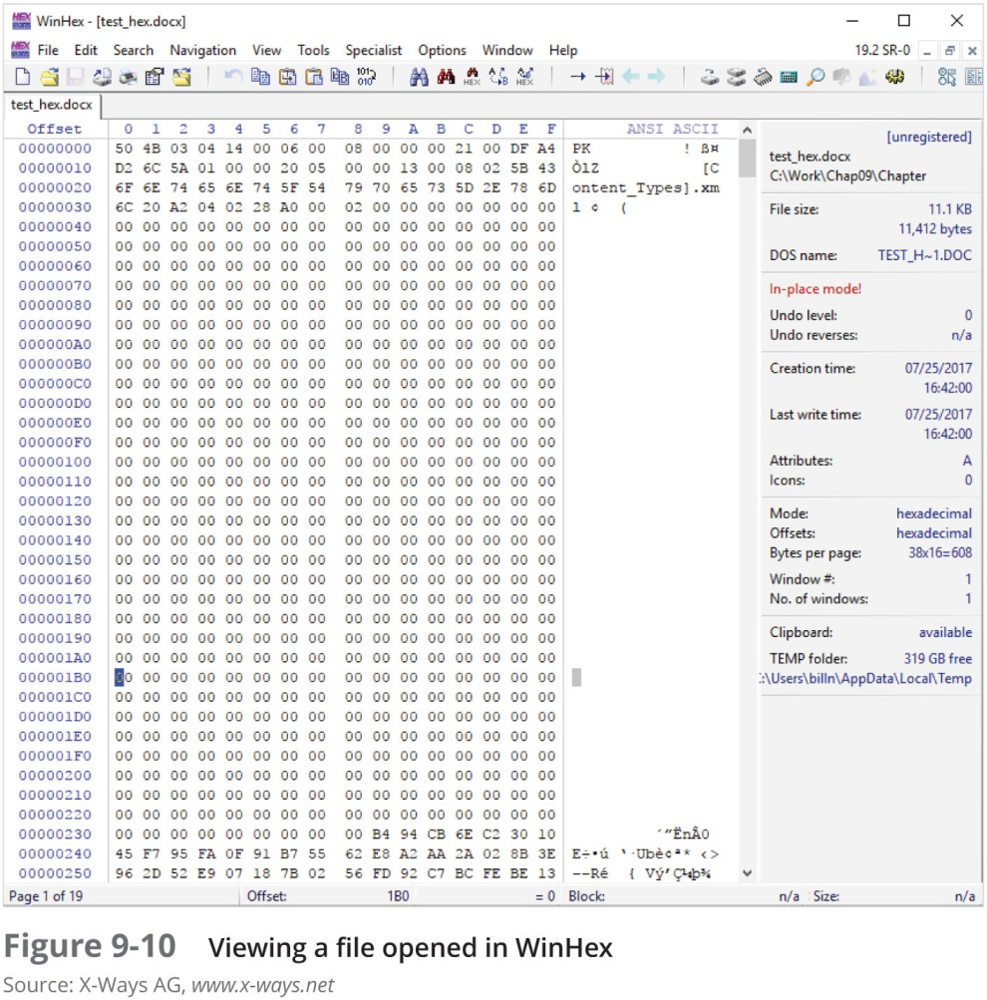 WinHex - [test_hex.docx]
File Edit Search Navigation View Tools Specialist Options Window Help 19.2 SR-0
test_hex.docx
Offset 0 1 2 3 4 5 6 7 8 9 A B C D E F ANSI ASCII
00000000 50 4B 03 04 14 00 06 00 08 00 00 00 21 00 DF A4 PK ! ß¤
00000010 D2 6C 5A 01 00 00 20 05 00 00 13 00 08 02 5B 43 ÒlZ [C
00000020 6F 6E 74 65 6E 74 5F 54 79 70 65 73 5D 2E 78 6D ontent_Types].xm
00000030 6C 20 A2 04 02 28 A0 00 02 00 00 00 00 00 00 00 l ¢ (
00000040 00 00 00 00 00 00 00 00 00 00 00 00 00 00 00 00
00000050 00 00 00 00 00 00 00 00 00 00 00 00 00 00 00 00
00000060 00 00 00 00 00 00 00 00 00 00 00 00 00 00 00 00
00000070 00 00 00 00 00 00 00 00 00 00 00 00 00 00 00 00
00000080 00 00 00 00 00 00 00 00 00 00 00 00 00 00 00 00
00000090 00 00 00 00 00 00 00 00 00 00 00 00 00 00 00 00
000000A0 00 00 00 00 00 00 00 00 00 00 00 00 00 00 00 00
000000B0 00 00 00 00 00 00 00 00 00 00 00 00 00 00 00 00
000000C0 00 00 00 00 00 00 00 00 00 00 00 00 00 00 00 00
000000D0 00 00 00 00 00 00 00 00 00 00 00 00 00 00 00 00
000000E0 00 00 00 00 00 00 00 00 00 00 00 00 00 00 00 00
000000F0 00 00 00 00 00 00 00 00 00 00 00 00 00 00 00 00
00000100 00 00 00 00 00 00 00 00 00 00 00 00 00 00 00 00
00000110 00 00 00 00 00 00 00 00 00 00 00 00 00 00 00 00
00000120 00 00 00 00 00 00 00 00 00 00 00 00 00 00 00 00
00000130 00 00 00 00 00 00 00 00 00 00 00 00 00 00 00 00
00000140 00 00 00 00 00 00 00 00 00 00 00 00 00 00 00 00
00000150 00 00 00 00 00 00 00 00 00 00 00 00 00 00 00 00
00000160 00 00 00 00 00 00 00 00 00 00 00 00 00 00 00 00
00000170 00 00 00 00 00 00 00 00 00 00 00 00 00 00 00 00
00000180 00 00 00 00 00 00 00 00 00 00 00 00 00 00 00 00
00000190 00 00 00 00 00 00 00 00 00 00 00 00 00 00 00 00
000001A0 00 00 00 00 00 00 00 00 00 00 00 00 00 00 00 00
000001B0 00 00 00 00 00 00 00 00 00 00 00 00 00 00 00 00
000001C0 00 00 00 00 00 00 00 00 00 00 00 00 00 00 00 00
000001D0 00 00 00 00 00 00 00 00 00 00 00 00 00 00 00 00
000001E0 00 00 00 00 00 00 00 00 00 00 00 00 00 00 00 00
000001F0 00 00 00 00 00 00 00 00 00 00 00 00 00 00 00 00
00000200 00 00 00 00 00 00 00 00 00 00 00 00 00 00 00 00
00000210 00 00 00 00 00 00 00 00 00 00 00 00 00 00 00 00
00000220 00 00 00 00 00 00 00 00 00 00 00 00 00 00 00 00
00000230 00 00 00 00 00 00 00 00 00 B4 94 CB 6E C2 30 10 ´”ËnÂ0
00000240 45 F7 95 FA 0F 91 B7 55 62 E8 A2 AA 2A 02 8B 3E E÷•ú ‘·Ubè¢ª* ‹>
00000250 96 2D 52 E9 07 18 7B 02 56 FD 92 C7 BC FE BE 13 –-Ré { Vý’Ç¼þ¾
[unregistered]
test_hex.docx
C:\Work\Chap09\Chapter
File size: 11.1 KB
11,412 bytes
DOS name: TEST_H~1.DOC
In-place mode!
Undo level: 0
Undo reverses: n/a
Creation time: 07/25/2017
16:42:00
Last write time: 07/25/2017
16:42:00
Attributes: A
Icons: 0
Mode: hexadecimal
Offsets: hexadecimal
Bytes per page: 38x16=608
Window #: 1
No. of windows: 1
Clipboard: available
TEMP folder: 319 GB free
:\Users\billn\AppData\Local\Temp
Page 1 of 19 Offset: 1B0 = 0 Block: n/a Size: n/a
Figure 9-10 Viewing a file opened in WinHex
Source: X-Ways AG, www.x-ways.net